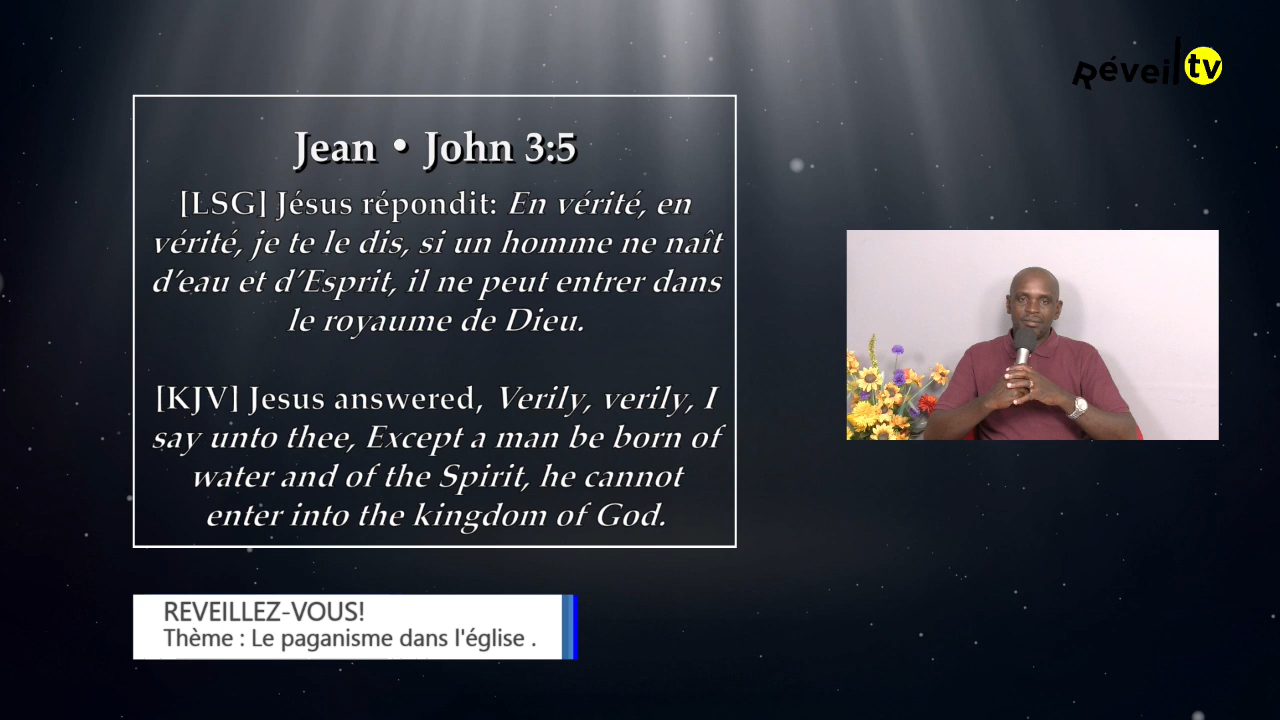 Réveil tv
Jean • John 3:5
[LSG] Jésus répondit: En vérité, en
vérité, je te le dis, si un homme ne naît
d’eau et d’Esprit, il ne peut entrer dans
le royaume de Dieu.
[KJV] Jesus answered, Verily, verily, I
say unto thee, Except a man be born of
water and of the Spirit, he cannot
enter into the kingdom of God.
REVEILLEZ-VOUS!
Thème : Le paganisme dans l'église .